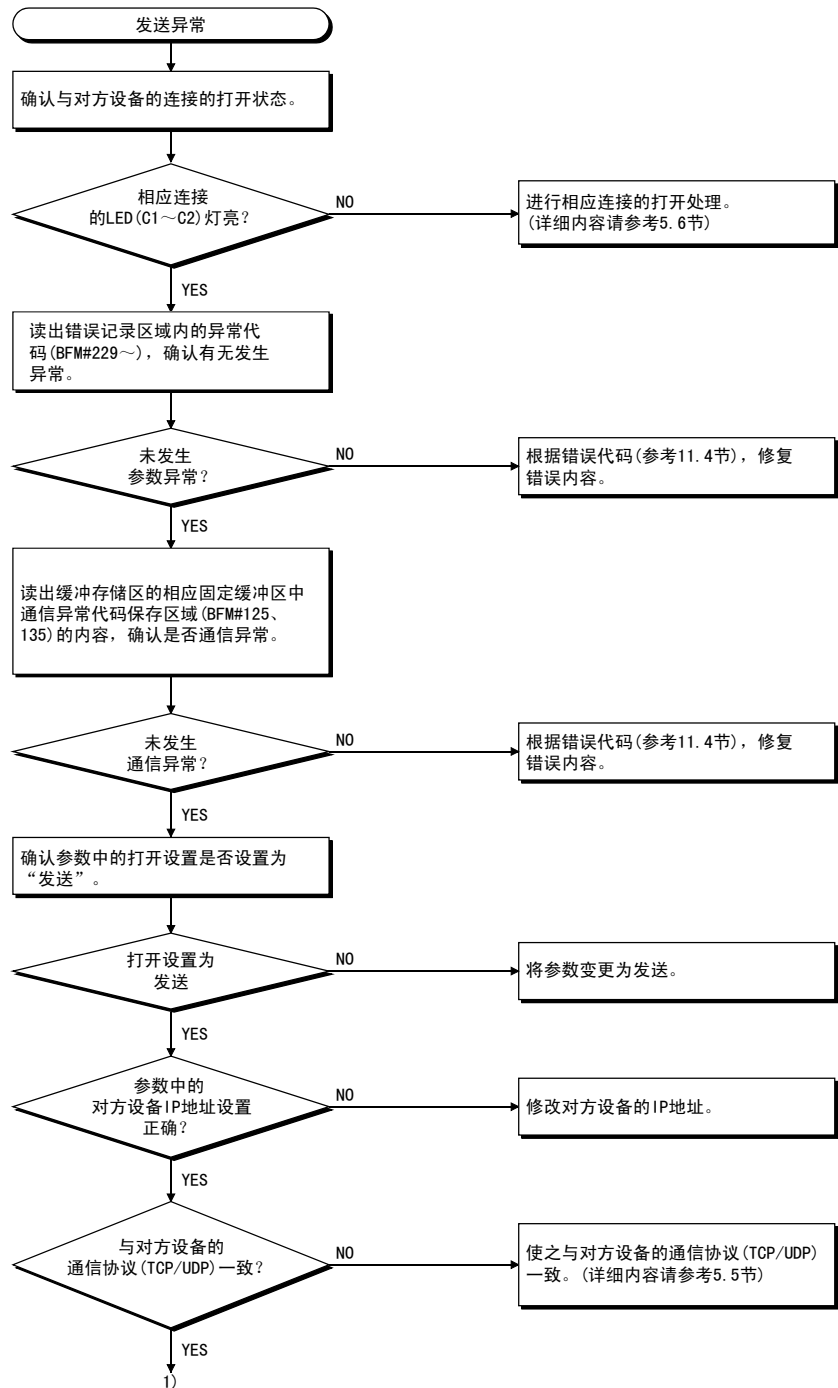 发送异常
确认与对方设备的连接的打开状态。
相应连接
的LED(C1～C2)灯亮？
NO
进行相应连接的打开处理。
(详细内容请参考5.6节)
YES
读出错误记录区域内的异常代
码(BFM#229～)，确认有无发生
异常。
未发生
参数异常？
NO
根据错误代码(参考11.4节)，修复
错误内容。
YES
读出缓冲存储区的相应固定缓冲区中
通信异常代码保存区域(BFM#125、
135)的内容，确认是否通信异常。
未发生
通信异常？
NO
根据错误代码(参考11.4节)，修复
错误内容。
YES
确认参数中的打开设置是否设置为
“发送”。
打开设置为
发送
NO
将参数变更为发送。
YES
参数中的
对方设备IP地址设置
正确？
NO
修改对方设备的IP地址。
YES
与对方设备的
通信协议(TCP/UDP)一致？
NO
使之与对方设备的通信协议(TCP/UDP)
一致。(详细内容请参考5.5节)
YES
1)